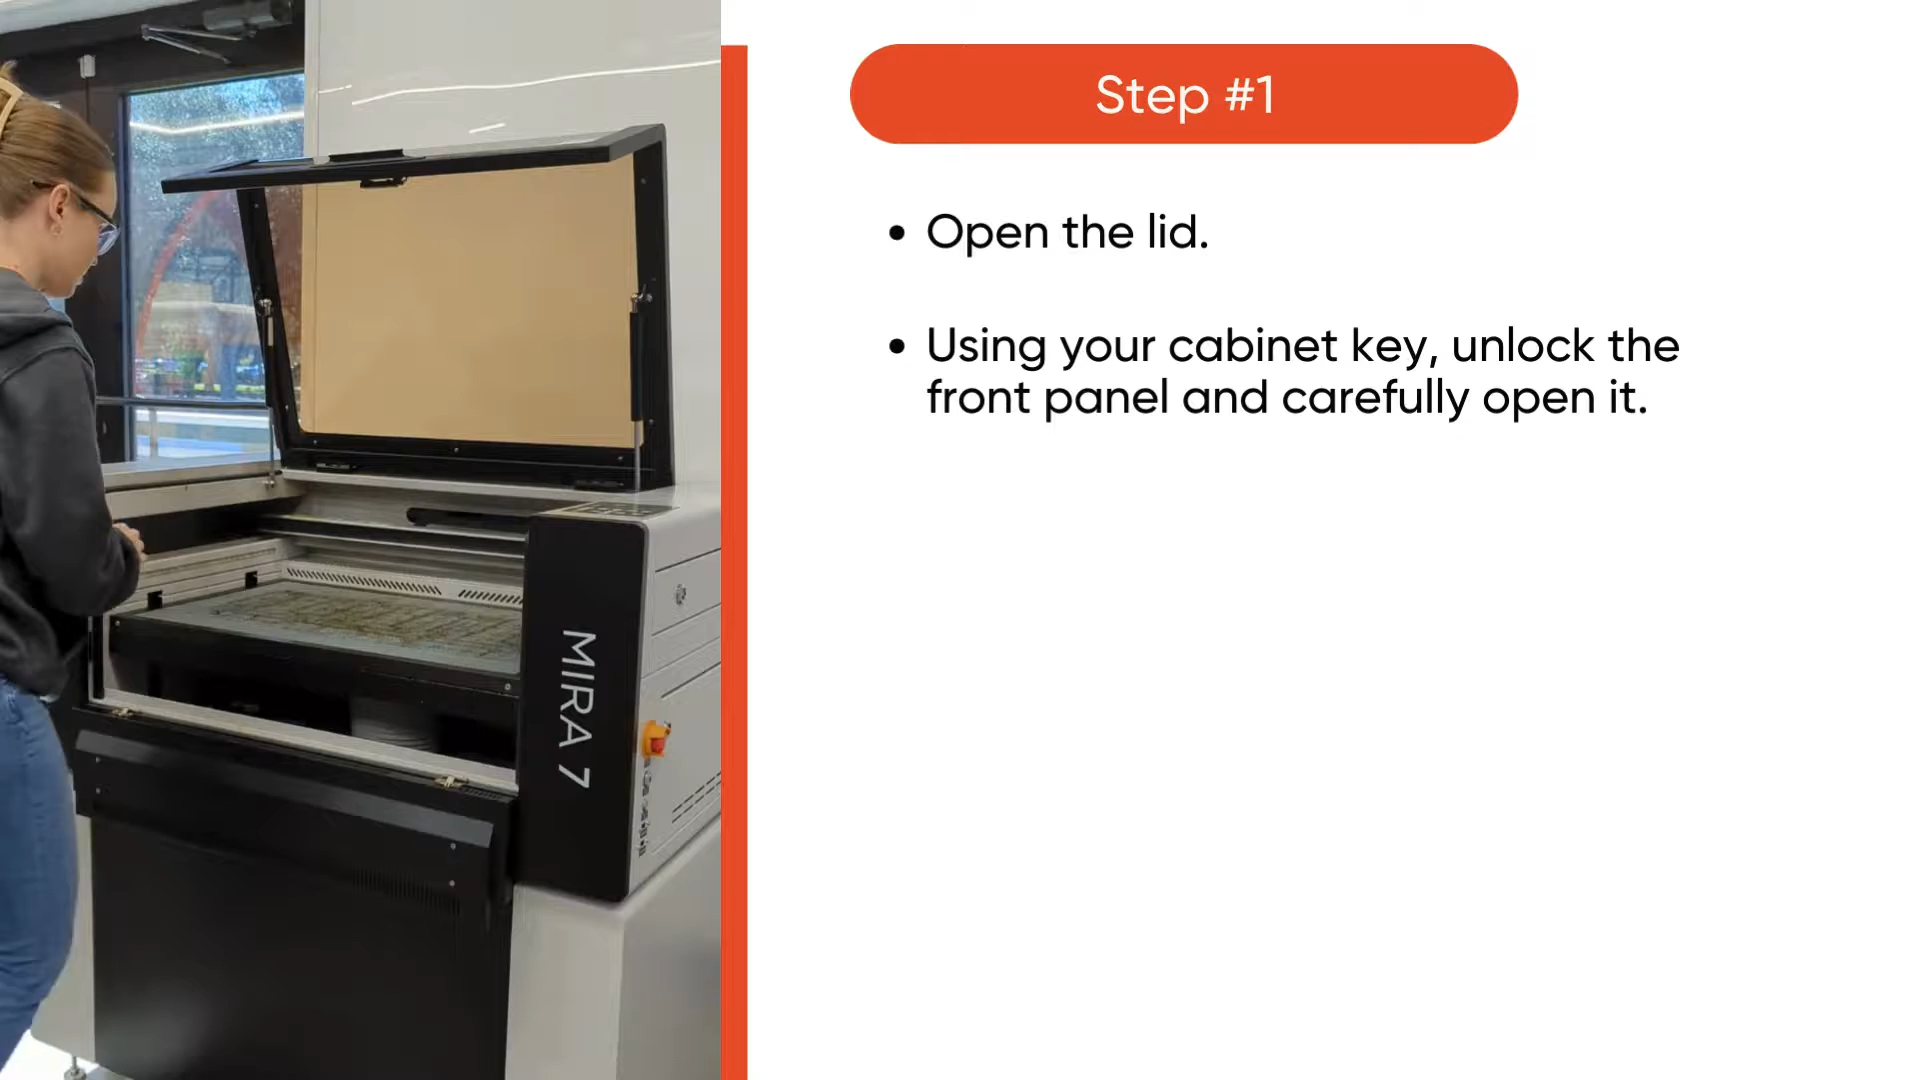 Step #1
Open the lid.
Using your cabinet key, unlock the
front panel and carefully open it.
MIRA 7